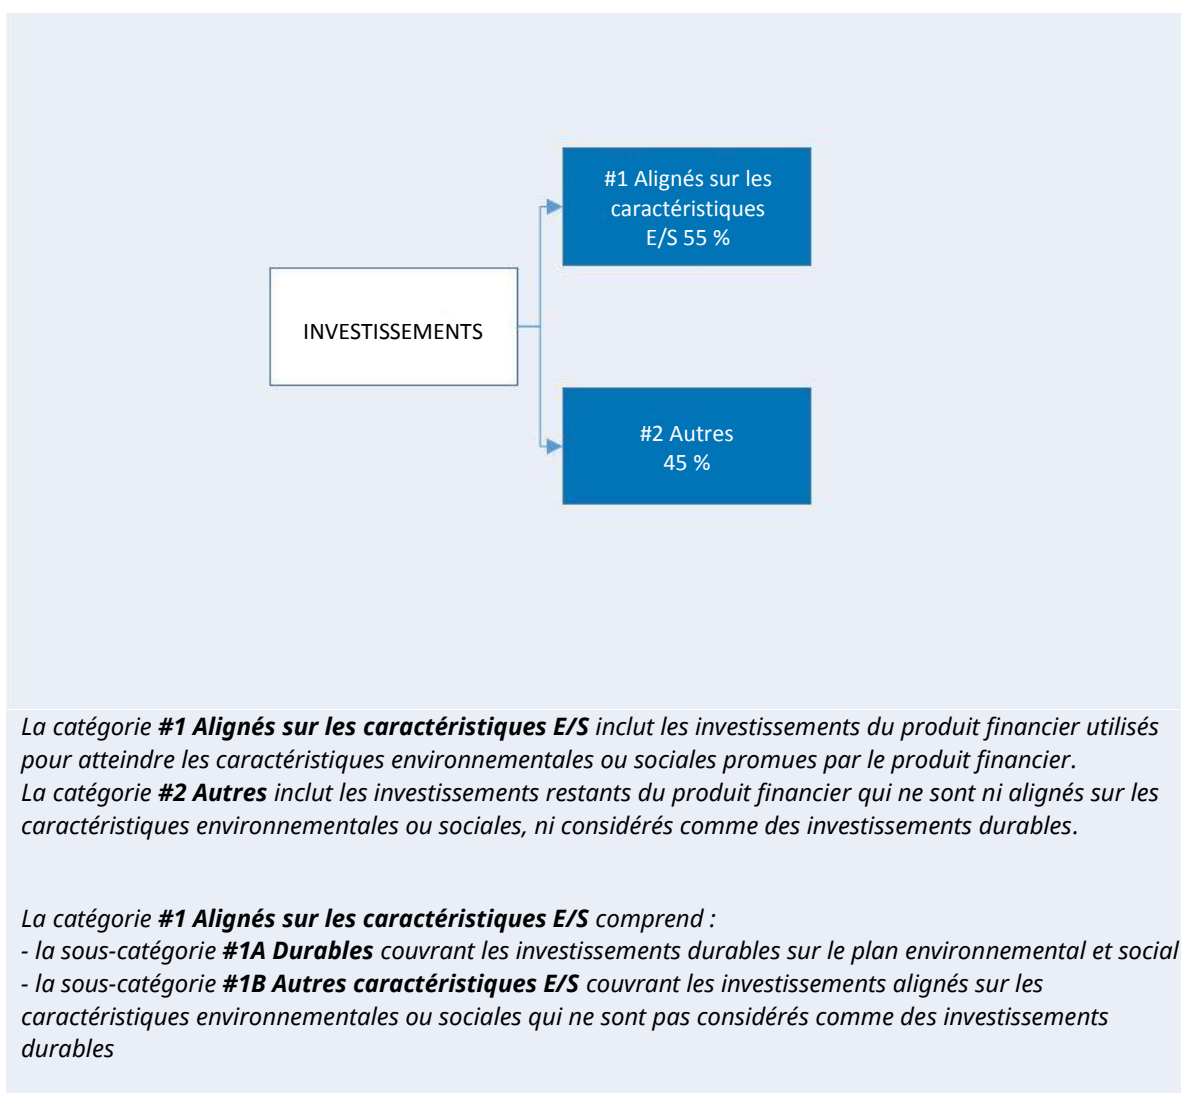 #1 Alignés sur les
caractéristiques
E/S 55 %
INVESTISSEMENTS
#2 Autres
45 %
La catégorie #1 Alignés sur les caractéristiques E/S inclut les investissements du produit financier utilisés
pour atteindre les caractéristiques environnementales ou sociales promues par le produit financier.
La catégorie #2 Autres inclut les investissements restants du produit financier qui ne sont ni alignés sur les
caractéristiques environnementales ou sociales, ni considérés comme des investissements durables.
La catégorie #1 Alignés sur les caractéristiques E/S comprend :
- la sous-catégorie #1A Durables couvrant les investissements durables sur le plan environnemental et social
- la sous-catégorie #1B Autres caractéristiques E/S couvrant les investissements alignés sur les
caractéristiques environnementales ou sociales qui ne sont pas considérés comme des investissements
durables